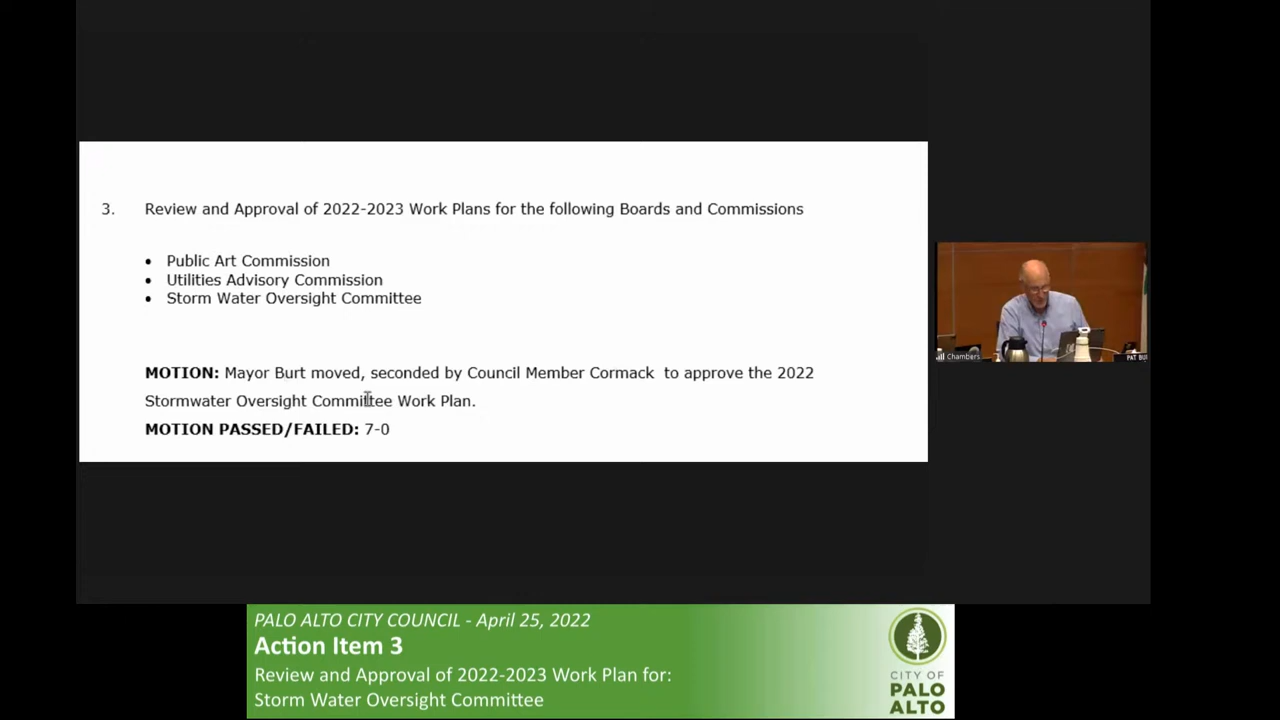 3. Review and Approval of 2022-2023 Work Plans for the following Boards and Commissions
• Public Art Commission
• Utilities Advisory Commission
• Storm Water Oversight Committee
MOTION: Mayor Burt moved, seconded by Council Member Cormack to approve the 2022
Stormwater Oversight Committee Work Plan.
MOTION PASSED/FAILED: 7-0
Chambers
PALO ALTO CITY COUNCIL - April 25, 2022
Action Item 3
Review and Approval of 2022-2023 Work Plan for:
Storm Water Oversight Committee
CITY OF
PALO
ALTO